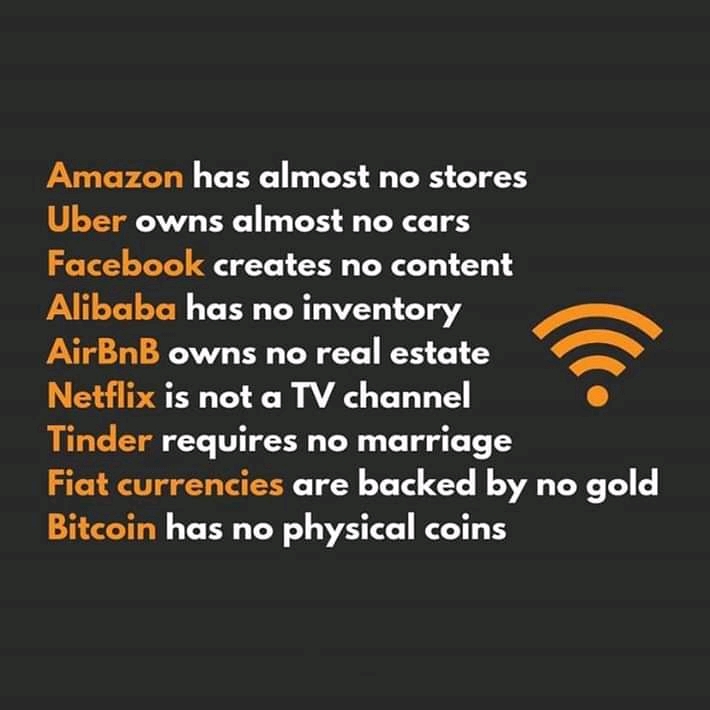 Amazon has almost no stores
Uber owns almost no cars
Facebook creates no content
Alibaba has no inventory
AirBnB owns no real estate
Netflix is not a TV channel
Tinder requires no marriage
Fiat currencies are backed by no gold
Bitcoin has no physical coins